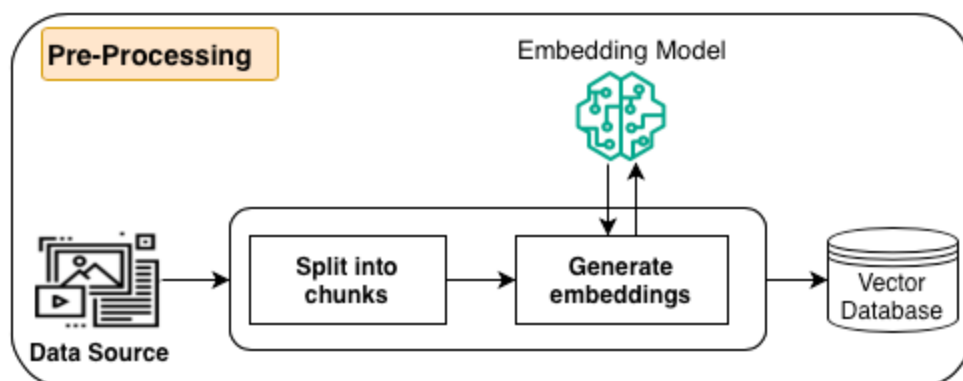 Pre-Processing
Embedding Model
Split into
chunks
Generate
embeddings
Vector
Database
Data Source